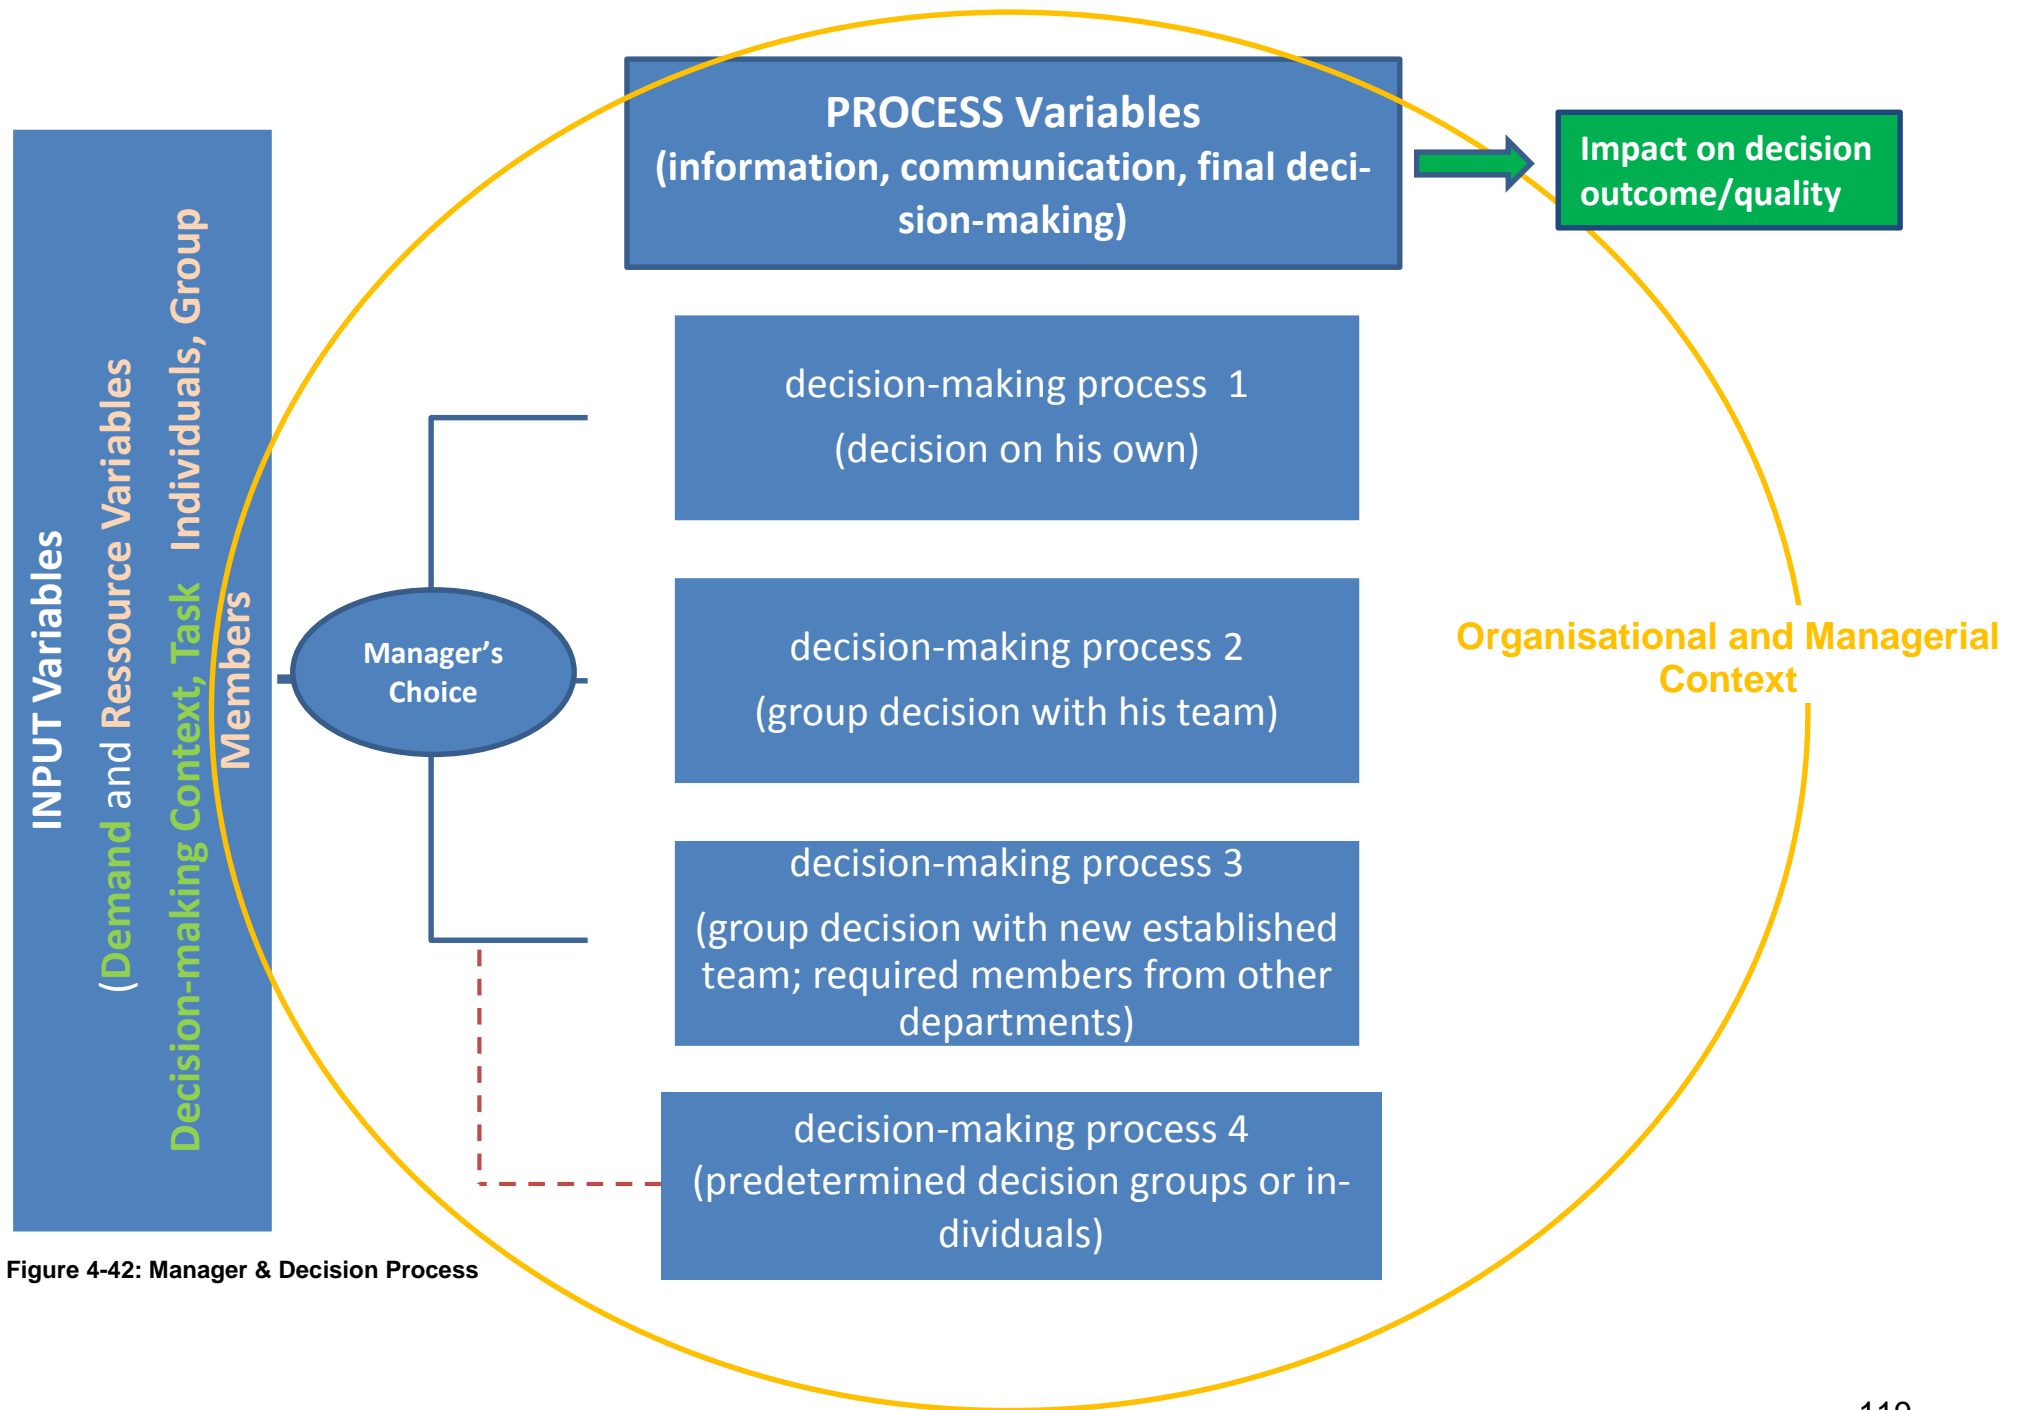 PROCESS Variables
(information, communication, final deci-
sion-making)
Impact on decision
outcome/quality
INPUT Variables
(Demand and Ressource Variables
Decision-making Context, Task Individuals, Group
Members
Manager's
Choice
decision-making process 1
(decision on his own)
decision-making process 2
(group decision with his team)
decision-making process 3
(group decision with new established
team; required members from other
departments)
decision-making process 4
(predetermined decision groups or in-
dividuals)
Organisational and Managerial
Context
Figure 4-42: Manager & Decision Process